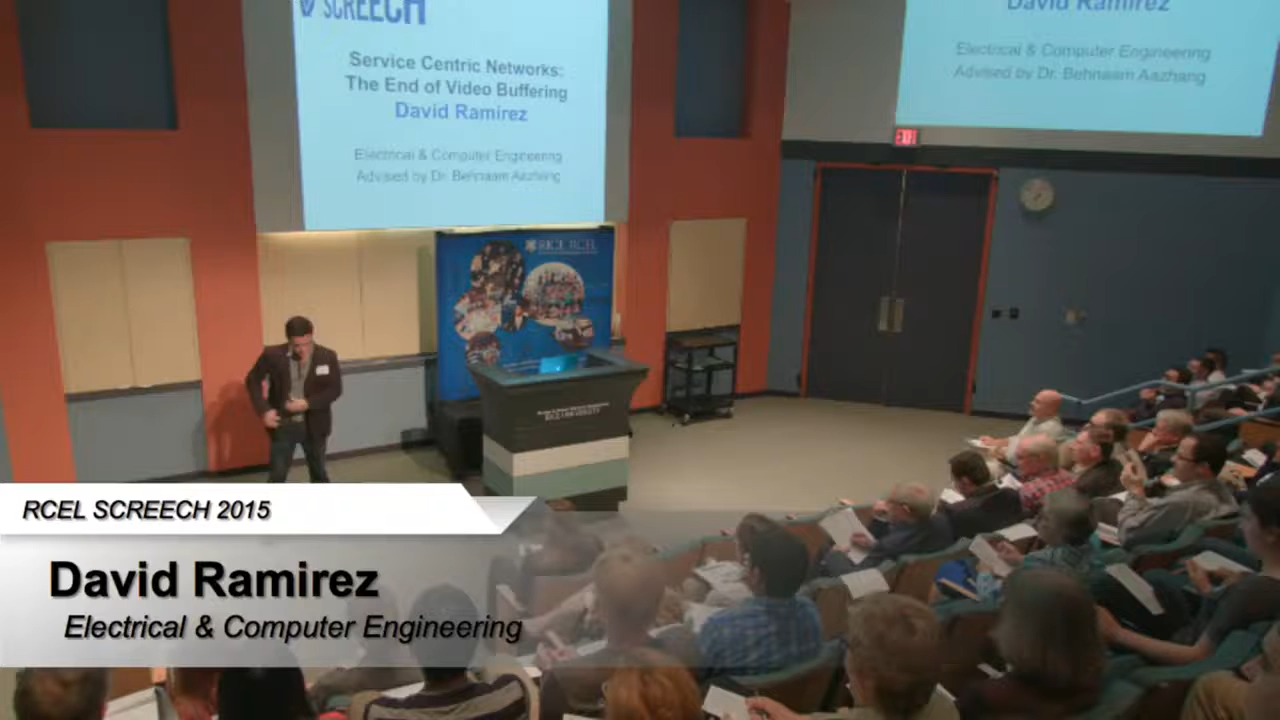 SCREECH
Service Centric Networks:
The End of Video Buffering
David Ramirez
Electrical & Computer Engineering
Advised by Dr. Behnaam Aazhang
David Ramirez
Electrical & Computer Engineering
Advised by Dr. Behnaam Aazhang
EXIT
RICE RCEL
RICE UNIVERSITY
RCEL SCREECH 2015
David Ramirez
Electrical & Computer Engineering